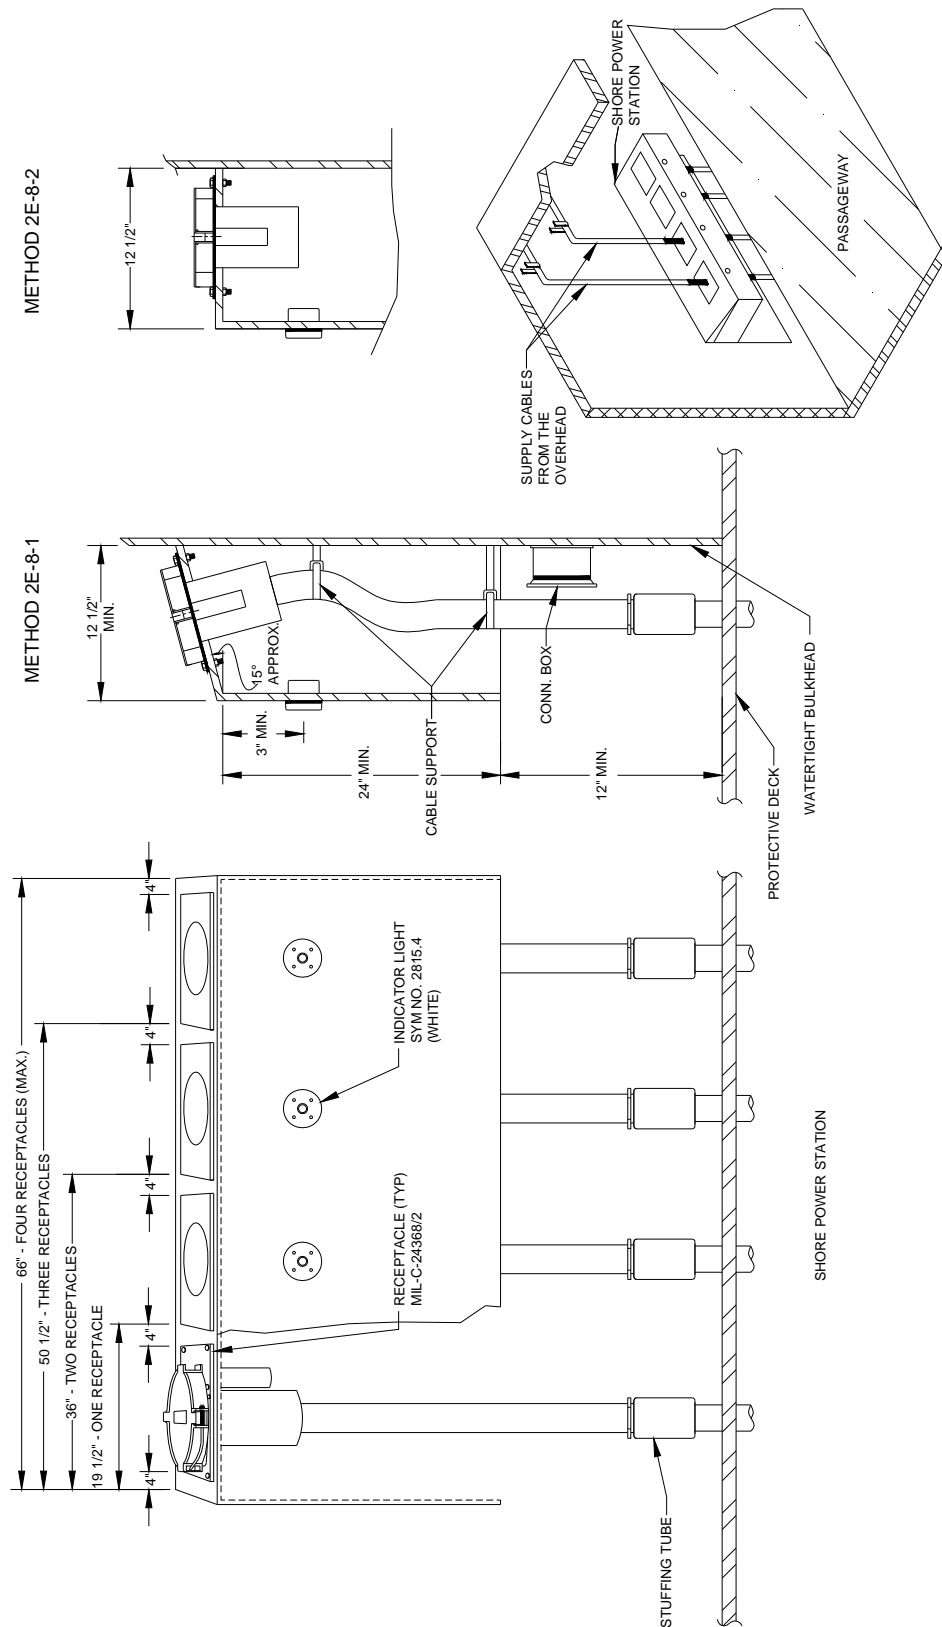 METHOD 2E-8-1
METHOD 2E-8-2
66" - FOUR RECEPTACLES (MAX.)
50 1/2" - THREE RECEPTACLES
36" - TWO RECEPTACLES
19 1/2" - ONE RECEPTACLE
4"
4"
4"
4"
4"
RECEPTACLE (TYP)
MIL-C-24368/2
INDICATOR LIGHT
SYM NO. 2815.4
(WHITE)
STUFFING TUBE
SHORE POWER STATION
12 1/2"
MIN.
15°
APPROX.
3" MIN.
24" MIN.
12" MIN.
CABLE SUPPORT
CONN. BOX
PROTECTIVE DECK
WATERTIGHT BULKHEAD
12 1/2"
SUPPLY CABLES
FROM THE
OVERHEAD
SHORE POWER
STATION
PASSAGEWAY